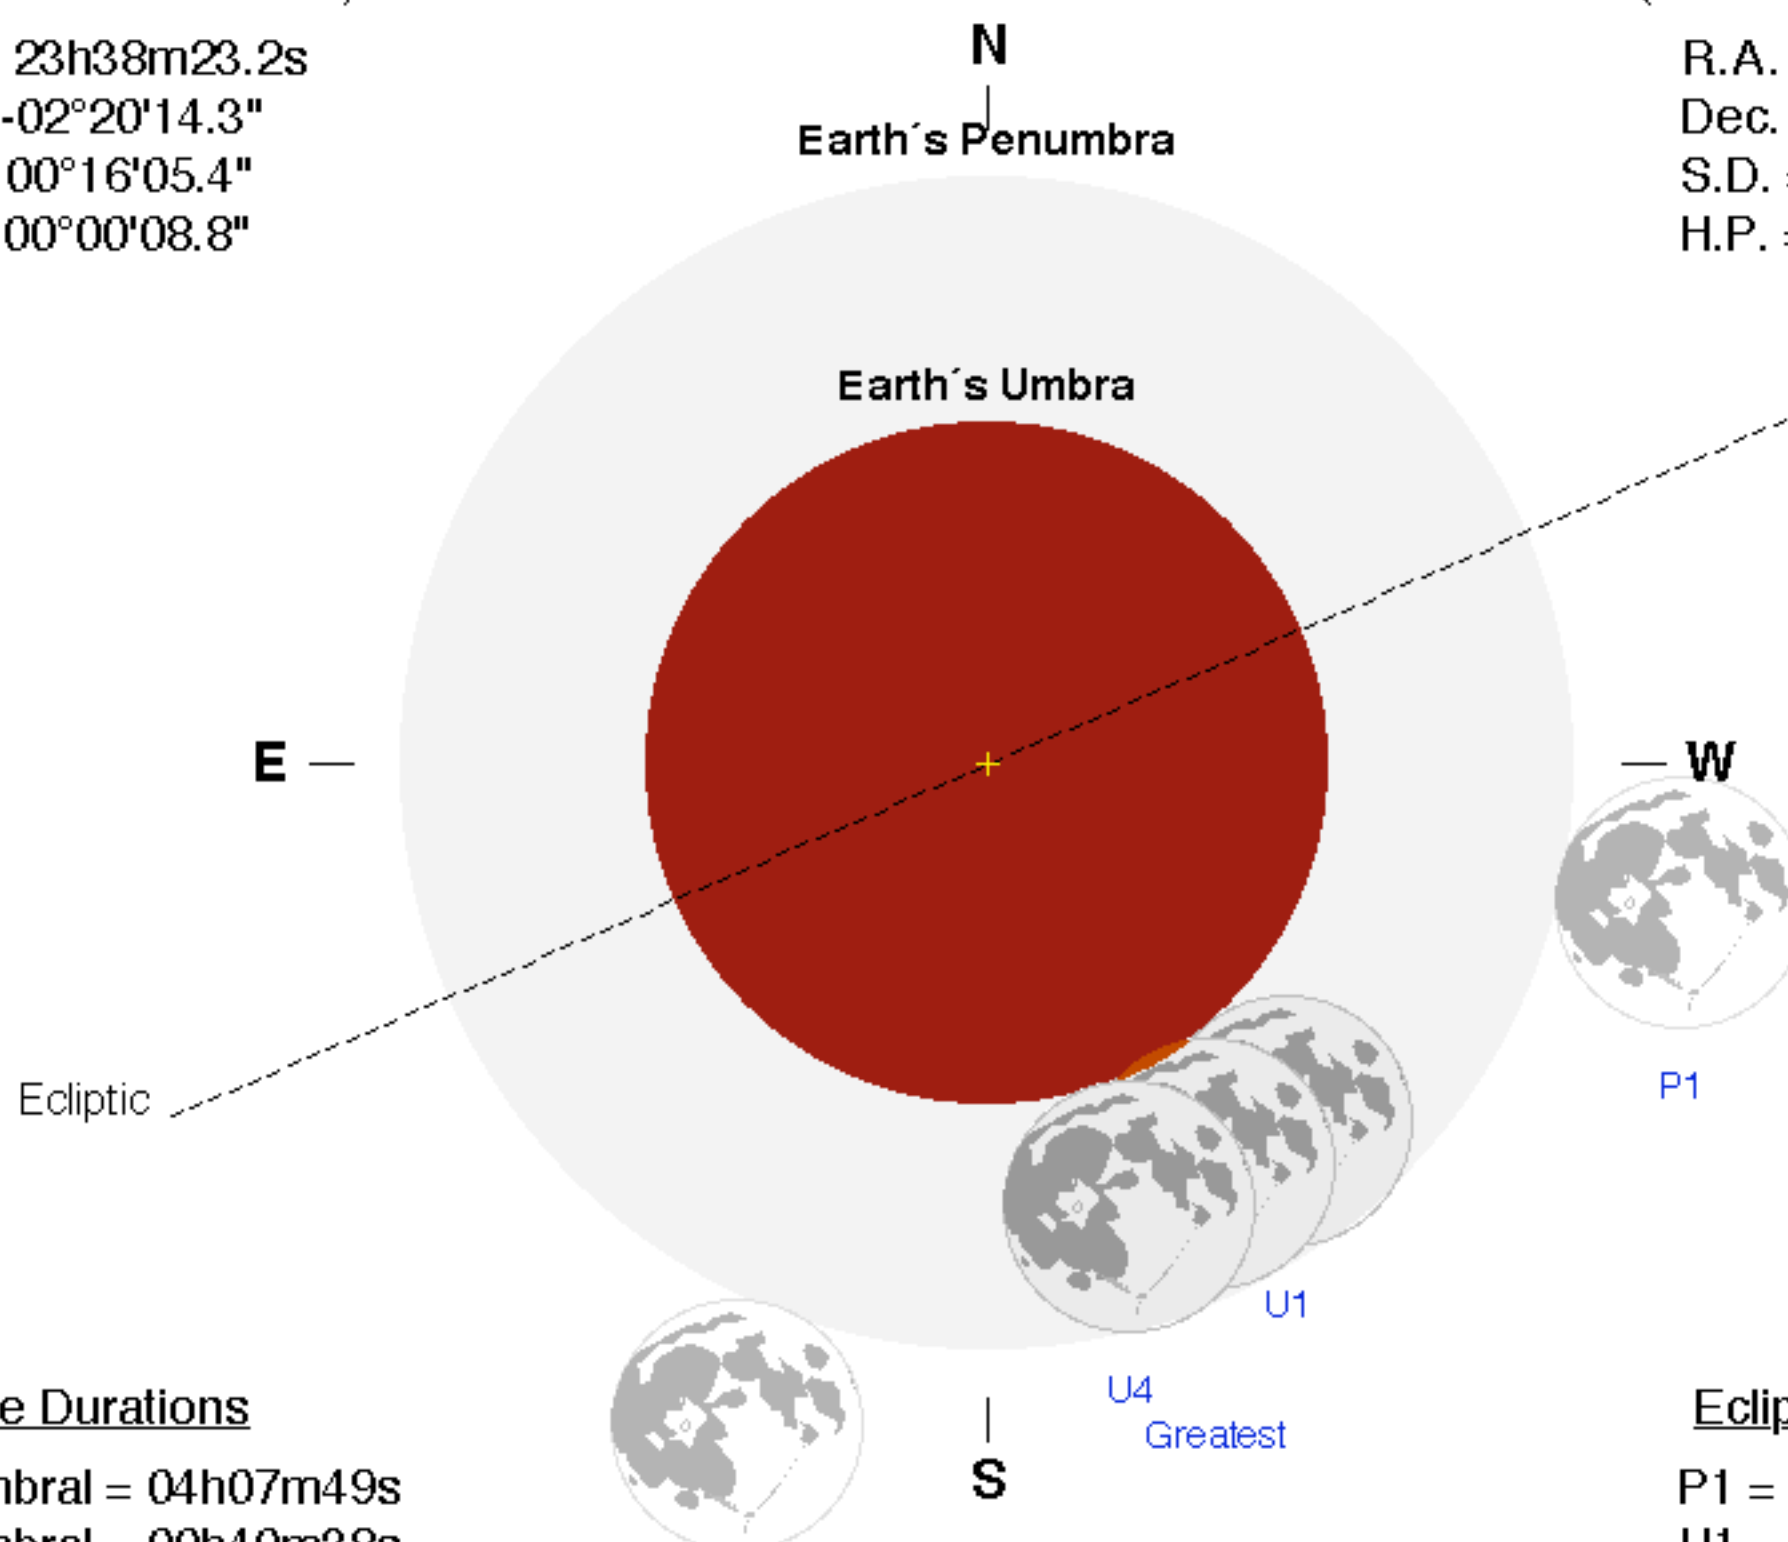 N
23h38m23.2s
R.A.
-02°20'14.3"
Dec.
Earth´s Penumbra
00°16'05.4"
S.D.
00°00'08.8"
H.P. =
Earth´s Umbra
E
W
P1
Ecliptic
U1
U4
Greatest
e Durations
Eclip
S
nbral = 04h07m49s
P1 =